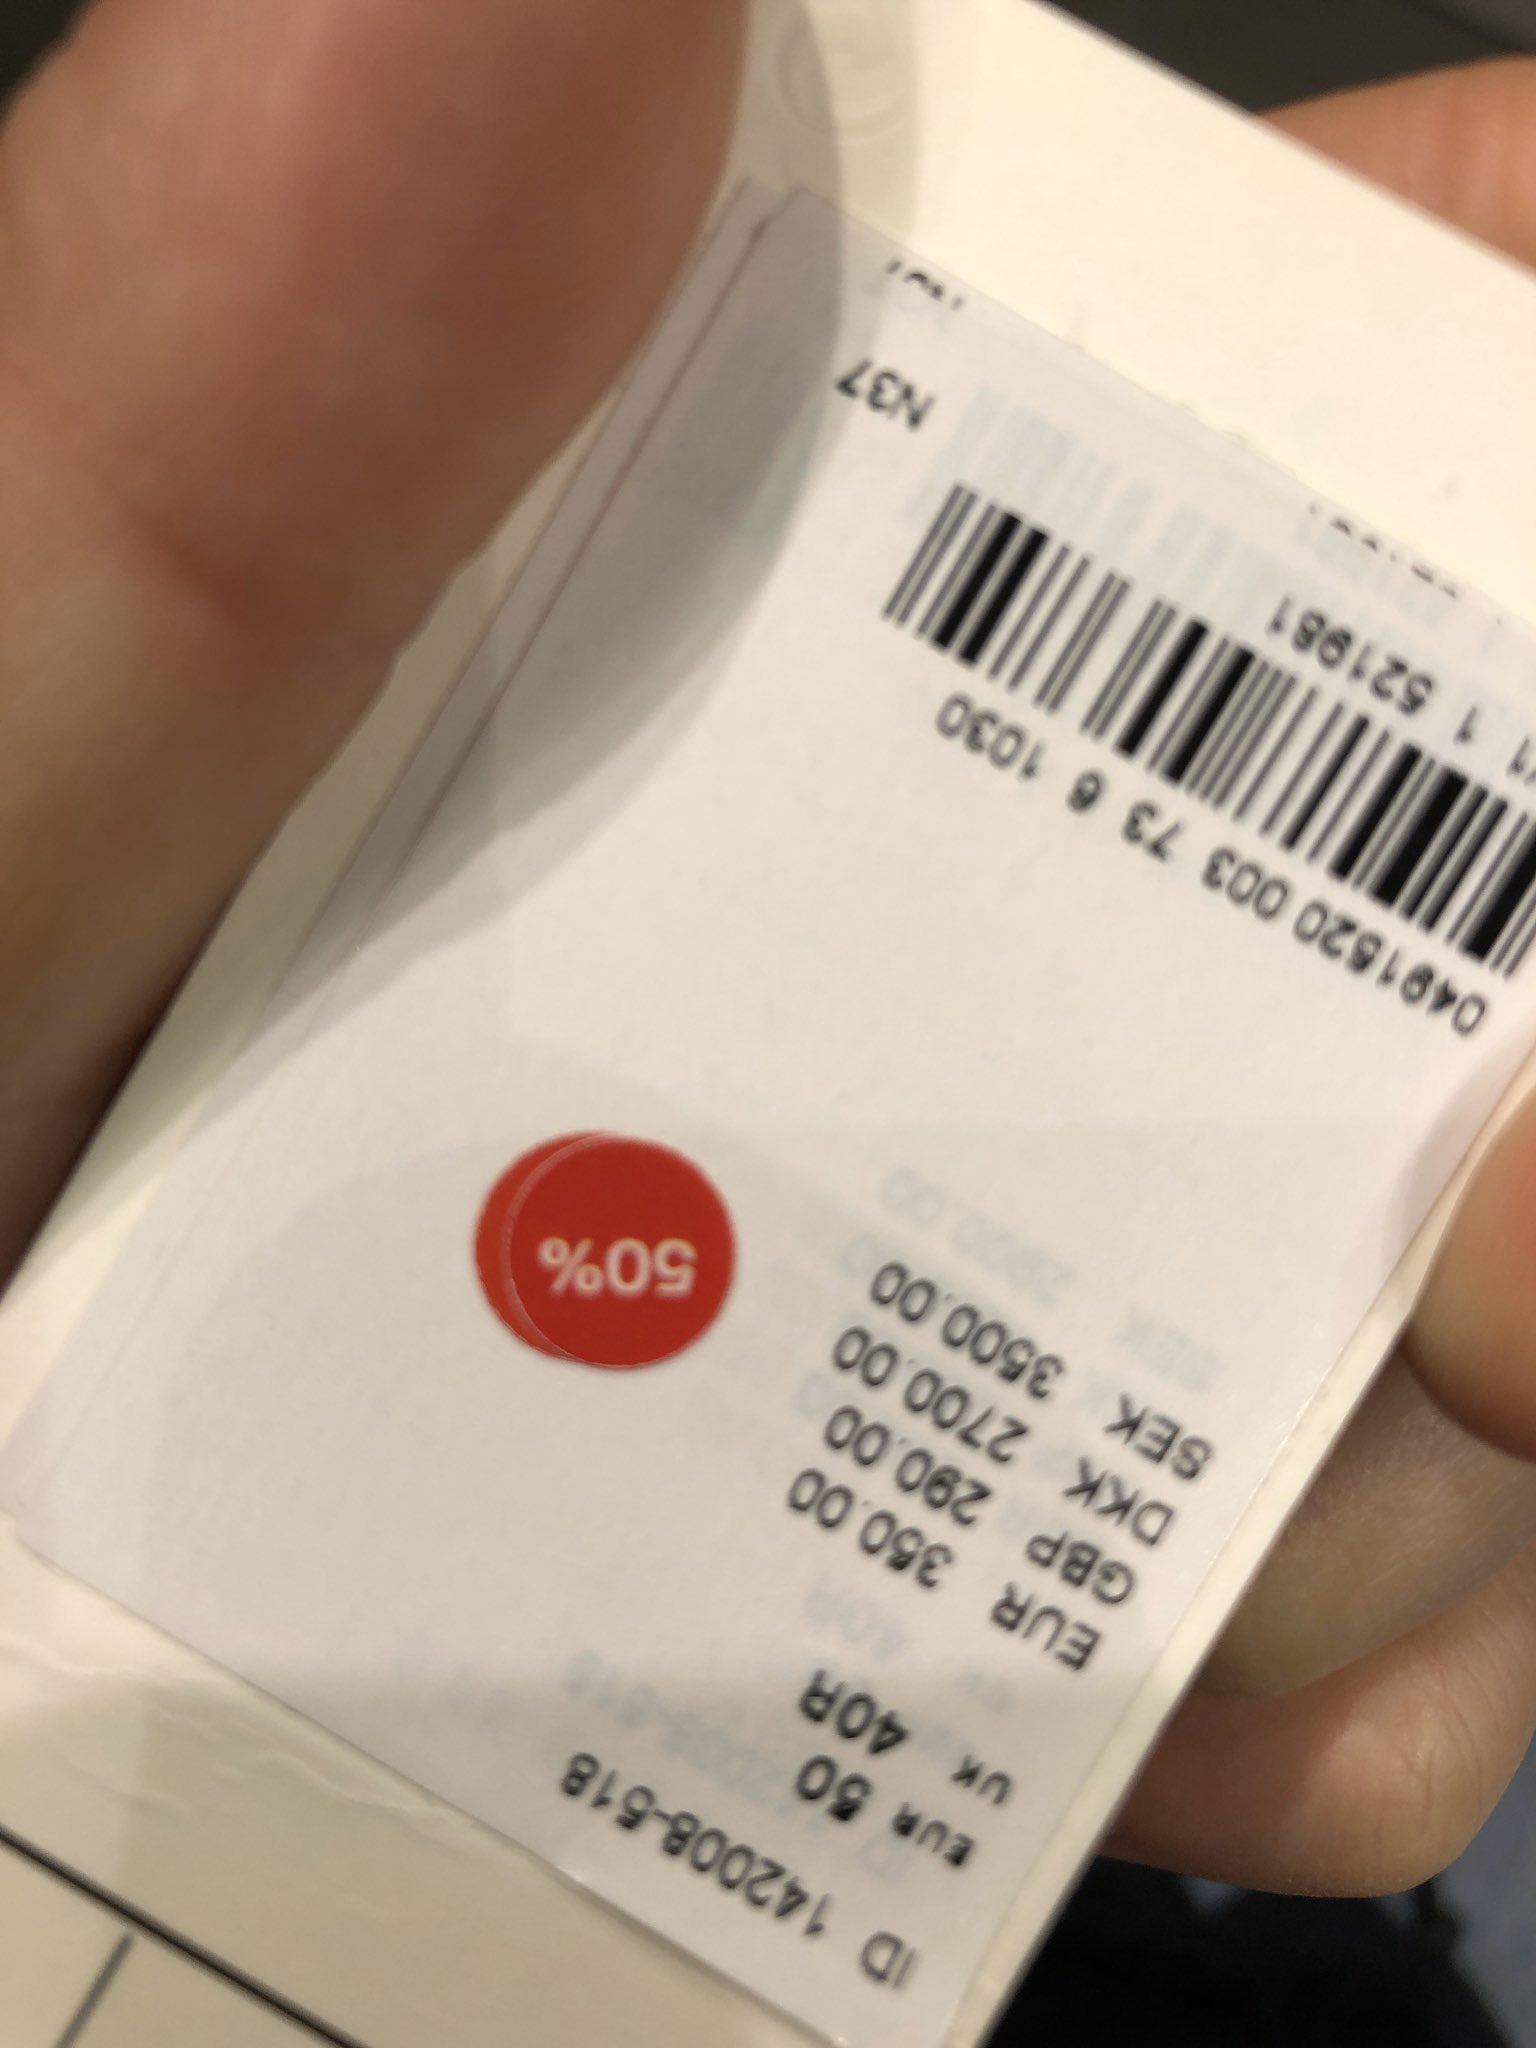 ID 142008-518
EUR 50
UK 40R
EUR 350.00
GBP 290.00
DKK 2700.00
SEK 3500.00
50%
0491520 003 73 6 1030
1 521981
N37